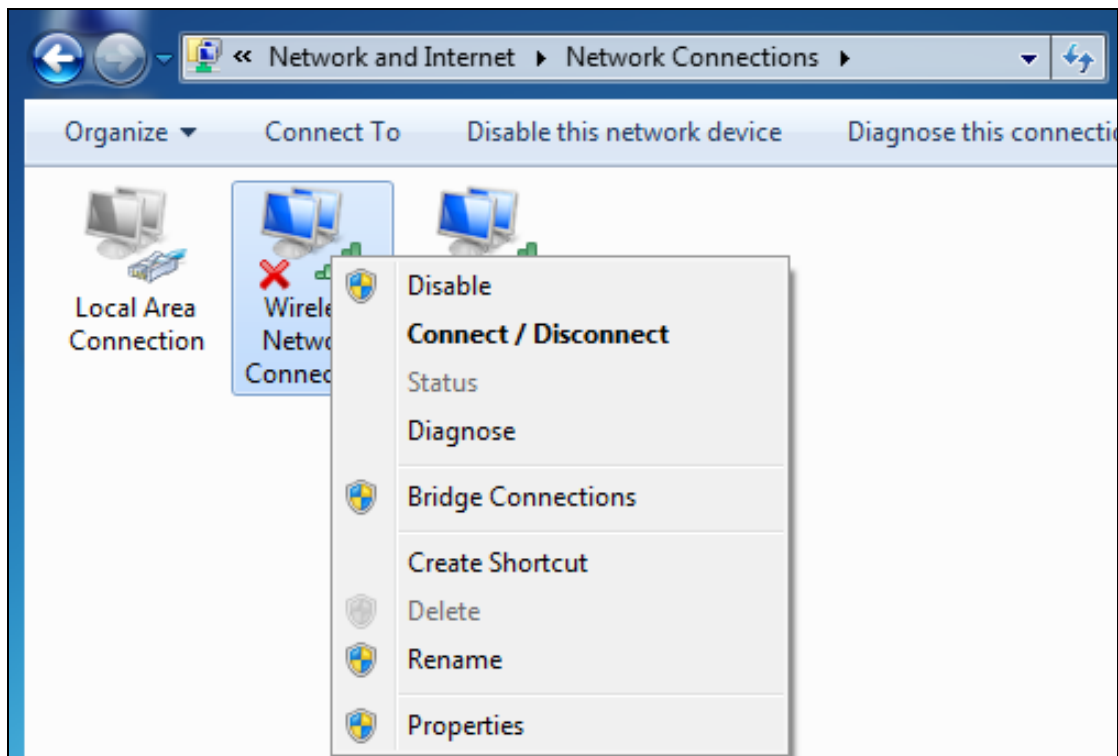 « Network and Internet ▸ Network Connections ▸
Organize ▾ Connect To Disable this network device Diagnose this connectio
Local Area
Connection
Wirele
Netwo
Connec
Disable
Connect / Disconnect
Status
Diagnose
Bridge Connections
Create Shortcut
Delete
Rename
Properties